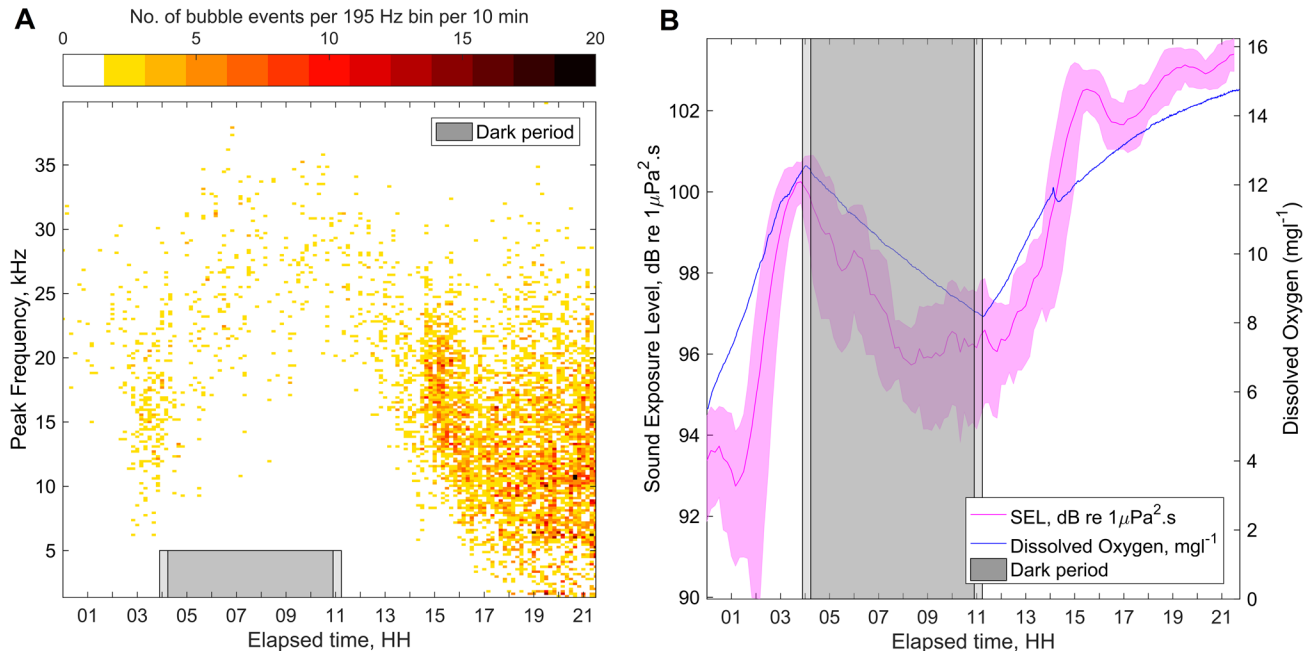 A
No. of bubble events per 195 Hz bin per 10 min
0 5 10 15 20
Dark period
35
30
25
20
15
10
5
Peak Frequency, kHz
01 03 05 07 09 11 13 15 17 19 21
Elapsed time, HH
B
102
100
98
96
94
92
90
Sound Exposure Level, dB re 1μPa².s
16
14
12
10
8
6
4
2
0
Dissolved Oxygen (mgl⁻¹)
SEL, dB re 1μPa².s
Dissolved Oxygen, mgl⁻¹
Dark period
01 03 05 07 09 11 13 15 17 19 21
Elapsed time, HH